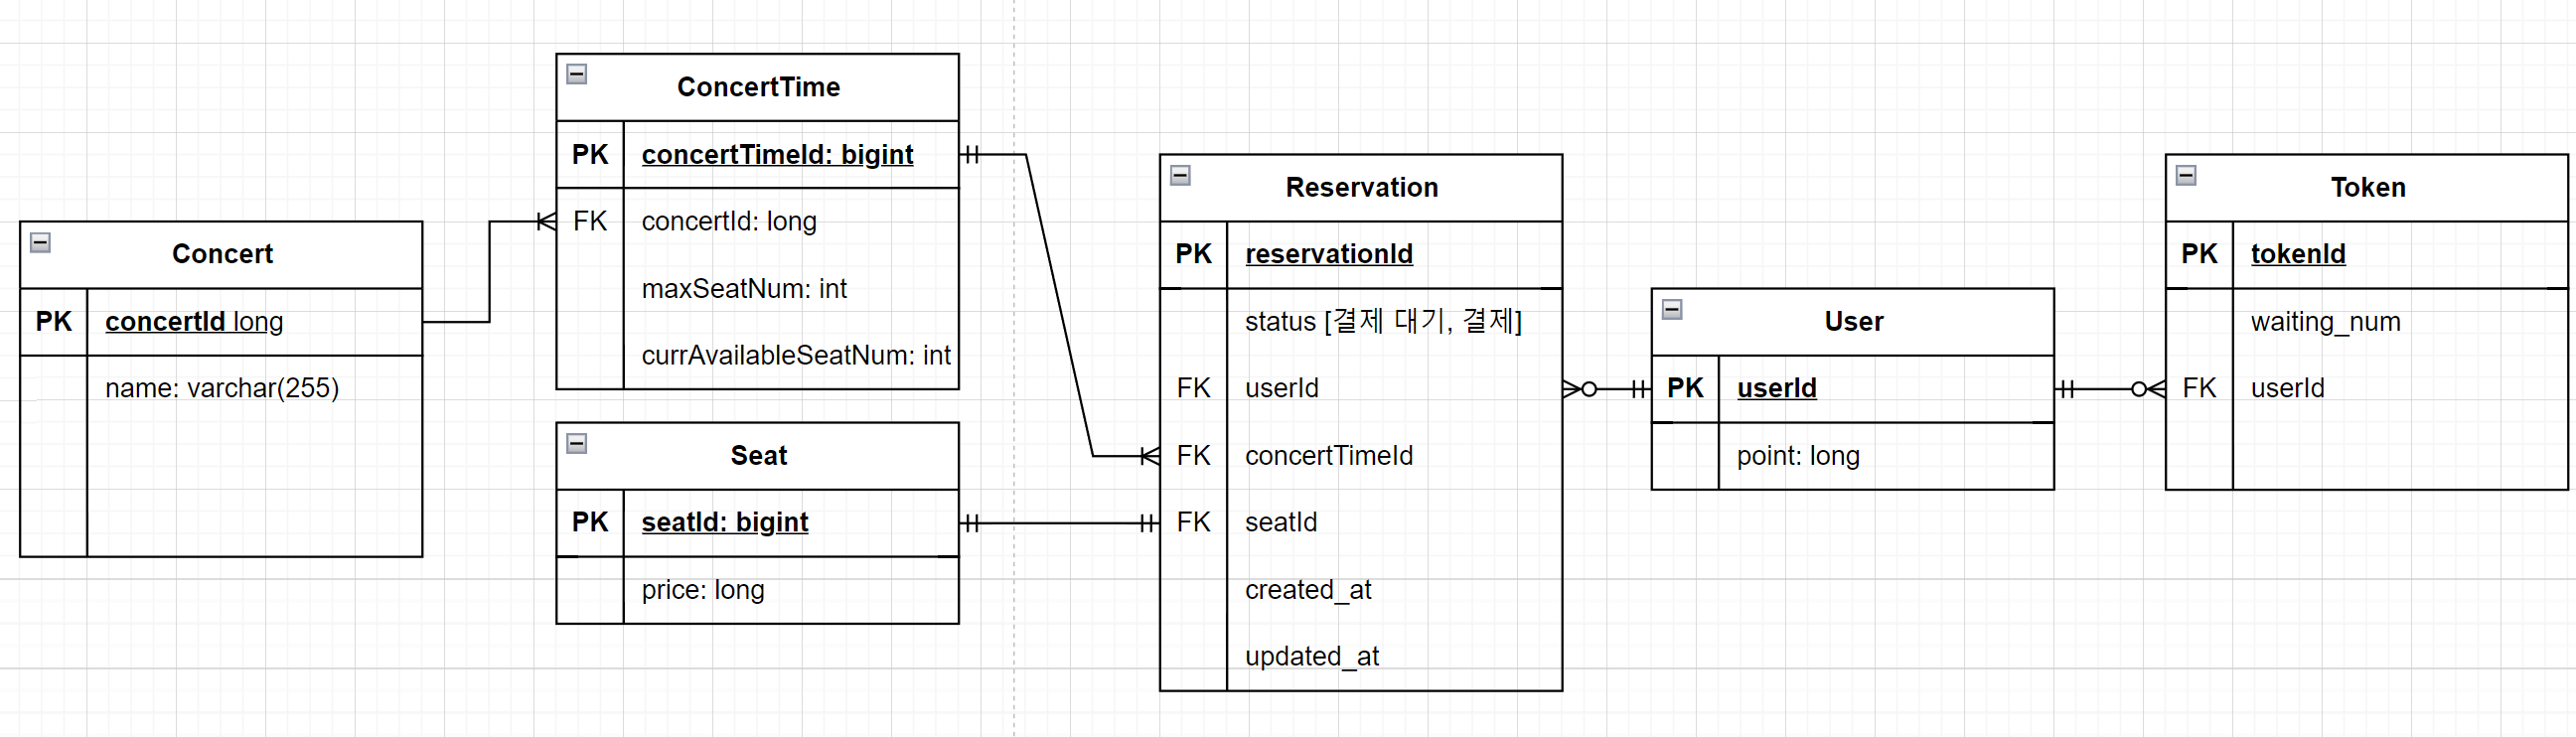 Concert
PK concertId long
name: varchar(255)
ConcertTime
PK concertTimeId: bigint
FK concertId: long
maxSeatNum: int
currAvailableSeatNum: int
Seat
PK seatId: bigint
price: long
Reservation
PK reservationId
status [결제 대기, 결제]
FK userId
FK concertTimeId
FK seatId
created_at
updated_at
User
PK userId
point: long
Token
PK tokenId
waiting_num
FK userId